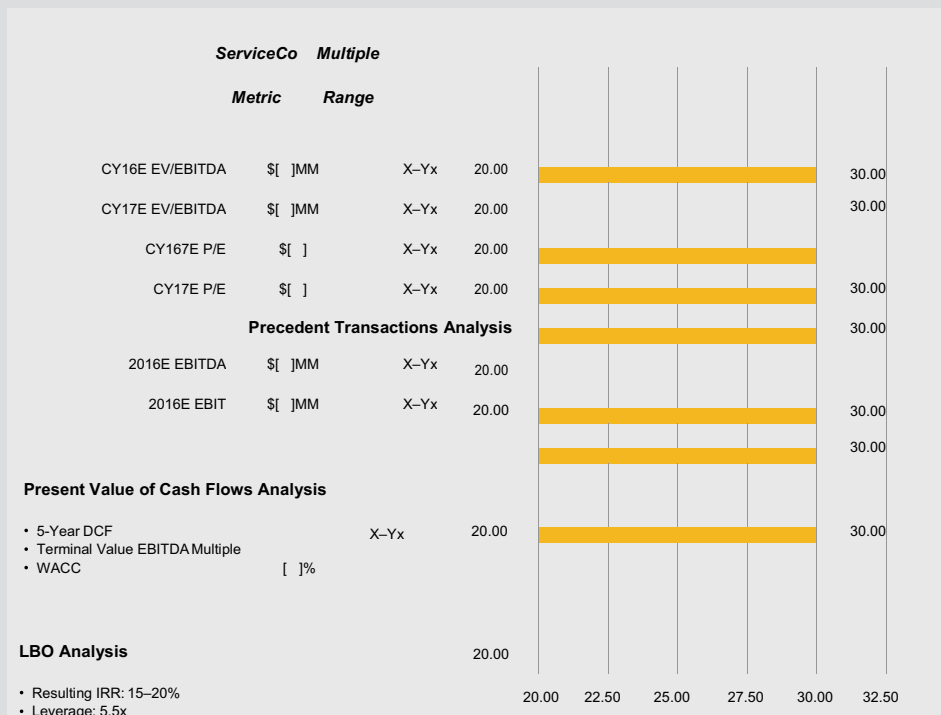 ServiceCo Multiple
Metric Range
CY16E EV/EBITDA $[ ]MM X–Yx 20.00 30.00
CY17E EV/EBITDA $[ ]MM X–Yx 20.00 30.00
CY167E P/E $[ ] X–Yx 20.00
CY17E P/E $[ ] X–Yx 20.00 30.00
Precedent Transactions Analysis 30.00
2016E EBITDA $[ ]MM X–Yx 20.00
2016E EBIT $[ ]MM X–Yx 20.00 30.00
30.00
Present Value of Cash Flows Analysis
• 5-Year DCF X–Yx 20.00 30.00
• Terminal Value EBITDA Multiple
• WACC [ ]%
LBO Analysis 20.00
• Resulting IRR: 15–20%
20.00 22.50 25.00 27.50 30.00 32.50
• Leverage: 5.5x